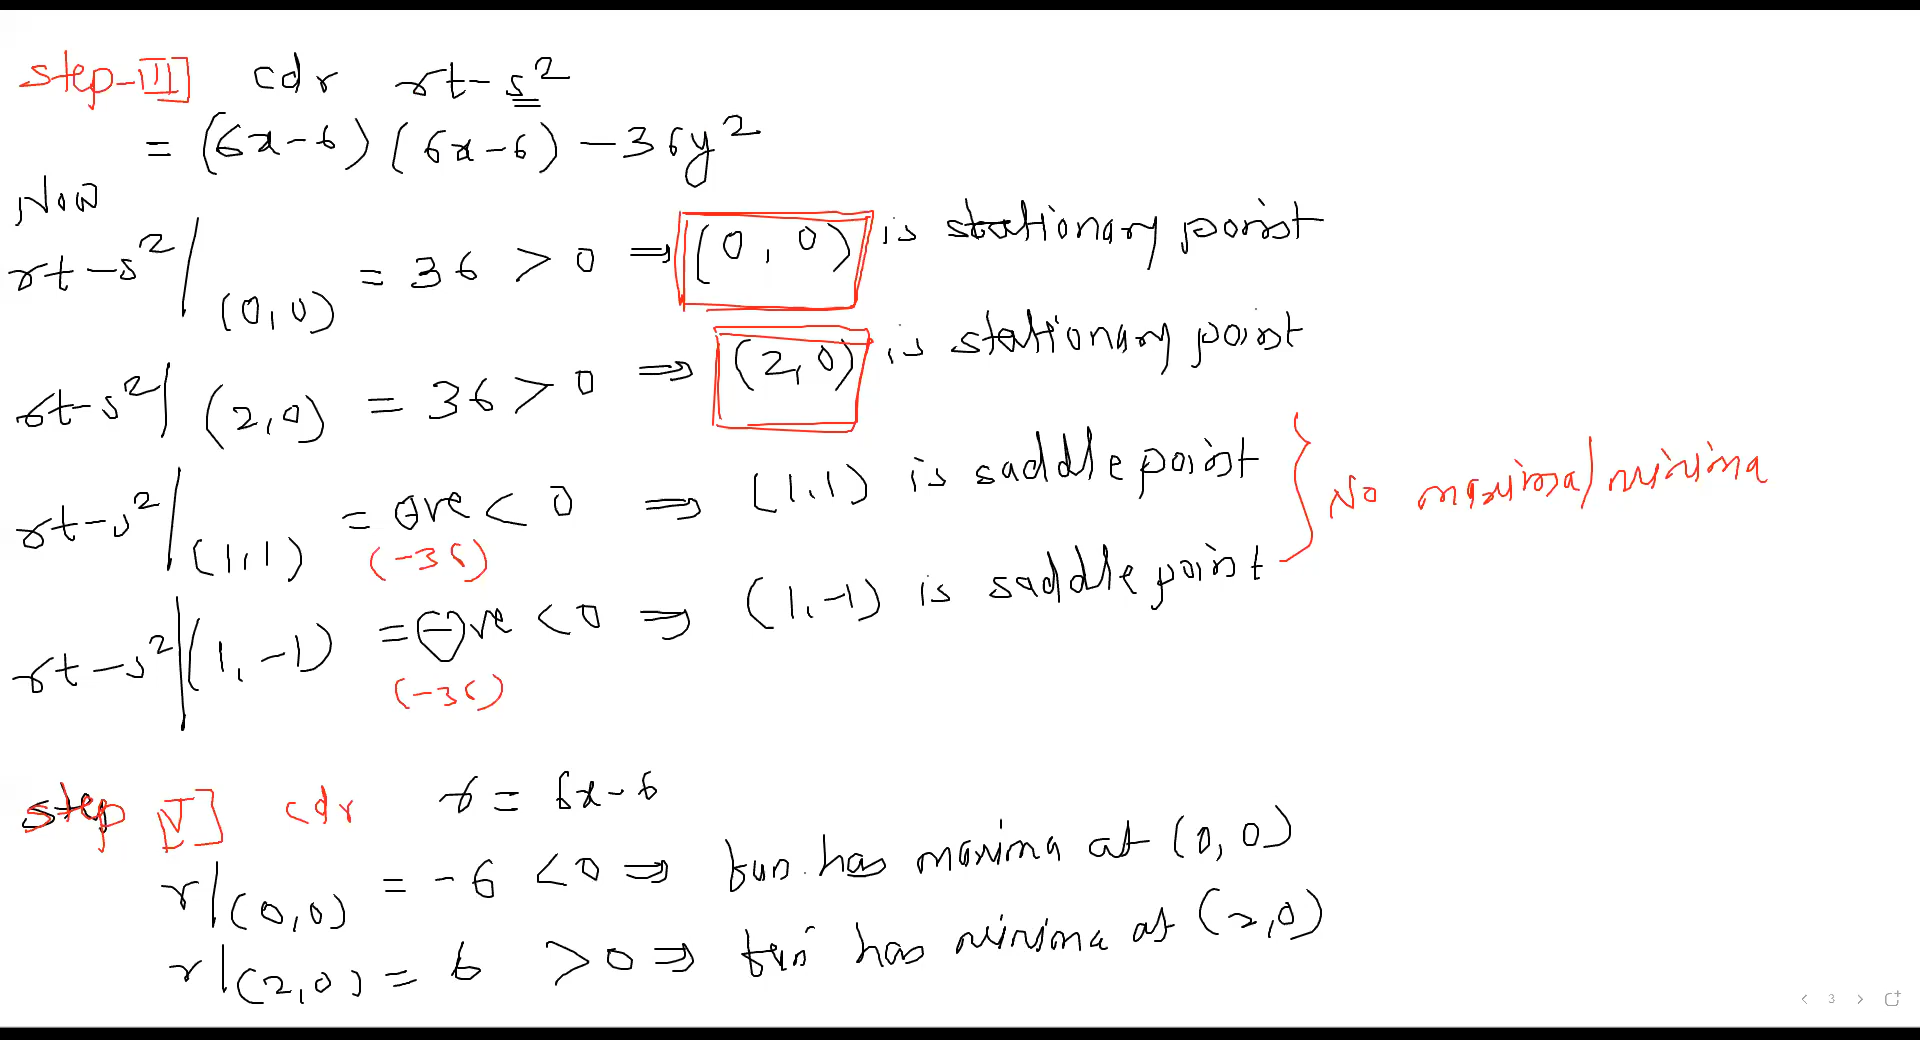 step-III] cdr rt-s²
= (6x-6)(6x-6)-36y²
Now
rt-s²|(0,0) = 36 > 0 ⇒ (0,0) is stationary point
rt-s²|(2,0) = 36 > 0 ⇒ (2,0) is stationary point
rt-s²|(1,1) = ⊖ve < 0 ⇒ (1,1) is saddle point
(-36)
No maxima/minima
rt-s²|(1,-1) = ⊖ve < 0 ⇒ (1,-1) is saddle point
(-36)
step IV] cdr r = 6x-6
r|(0,0) = -6 < 0 ⇒ fun. has maxima at (0,0)
r|(2,0) = 6 > 0 ⇒ fun has minima at (2,0)
3